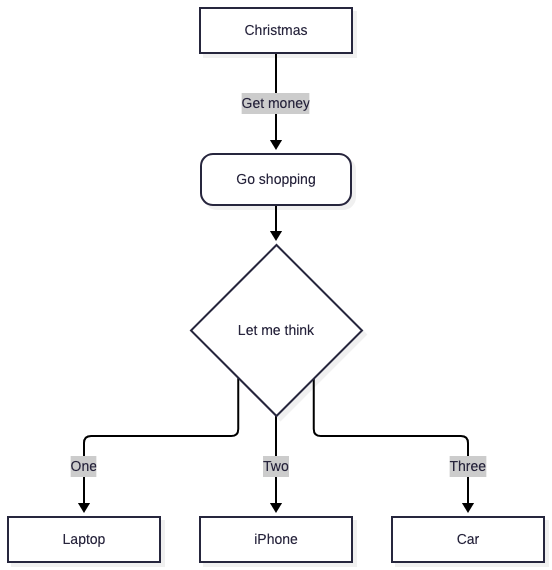 Christmas
Get money
Go shopping
Let me think
One
Two
Three
Laptop
iPhone
Car